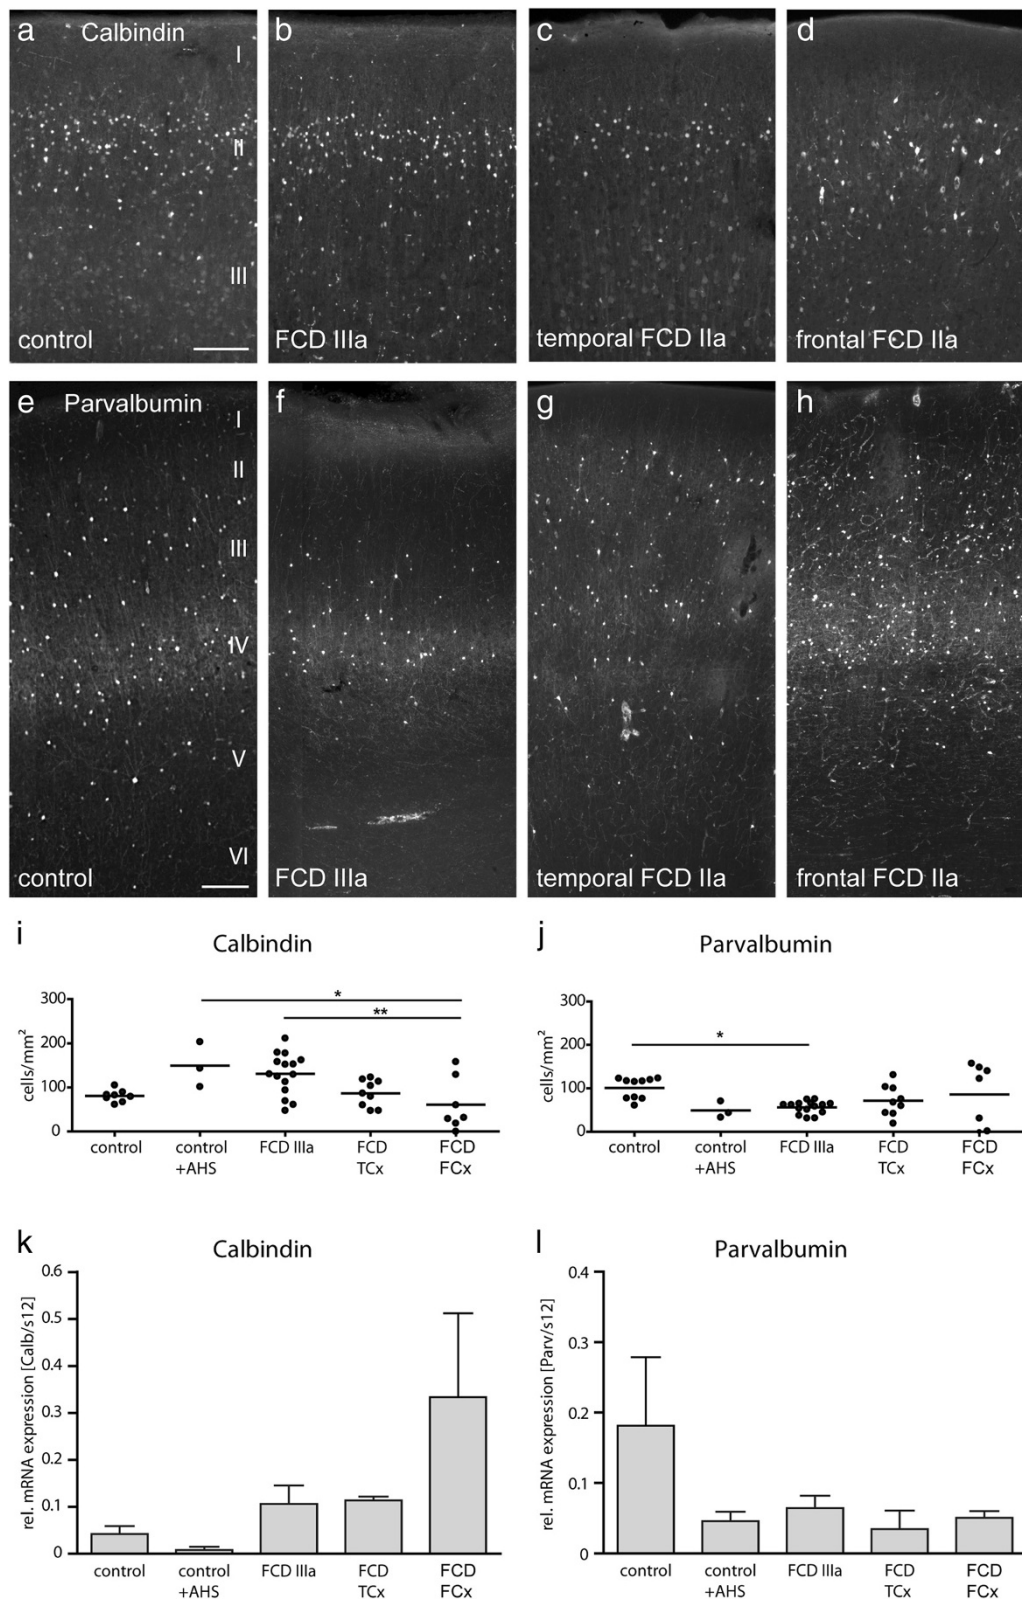 a Calbindin b c d
I
II
III
control FCD IIIa temporal FCD IIa frontal FCD IIa
e Parvalbumin f g h
I
II
III
IV
V
VI
control FCD IIIa temporal FCD IIa frontal FCD IIa
i Calbindin
cells/mm²
300
200
100
0
*
**
control control +AHS FCD IIIa FCD TCx FCD FCx
j Parvalbumin
cells/mm²
300
200
100
0
*
control control +AHS FCD IIIa FCD TCx FCD FCx
k Calbindin
rel. mRNA expression [Calb/s12]
0.6
0.5
0.4
0.3
0.2
0.1
0
control control +AHS FCD IIIa FCD TCx FCD FCx
l Parvalbumin
rel. mRNA expression [Parv/s12]
0.4
0.3
0.2
0.1
0
control control +AHS FCD IIIa FCD TCx FCD FCx